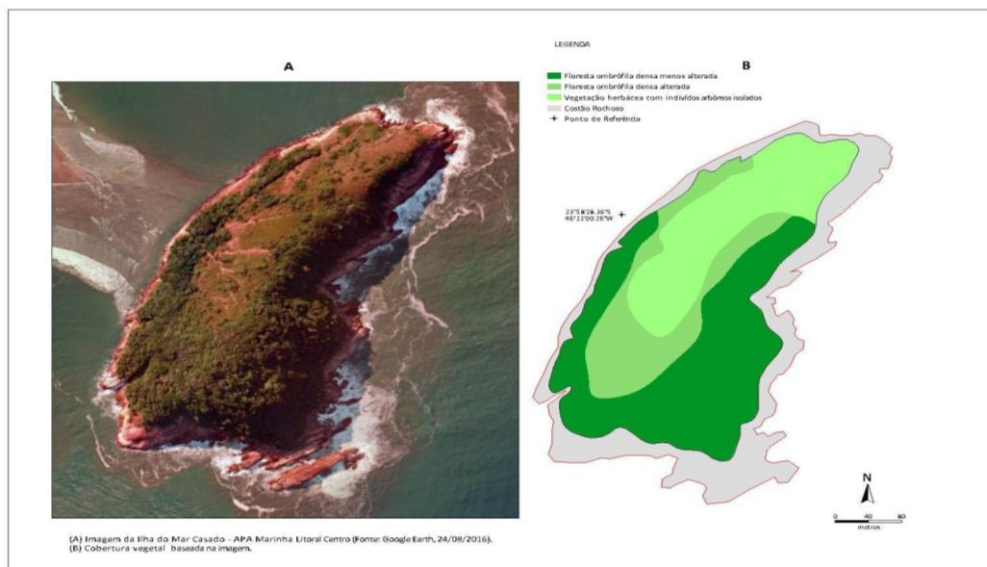 LEGENDA
A
B
Floresta ombrófila densa menos alterada
Floresta ombrófila densa alterada
Vegetação herbácea com indivídos arbóreos isolados
Costão Rochoso
Ponto de Referência
N
0 40 80
metros
(A) Imagem da Ilha do Mar Casado - APA Marinha Litoral Centro (Fonte: Google Earth, 24/08/2016).
(B) Cobertura vegetal baseada na imagem.